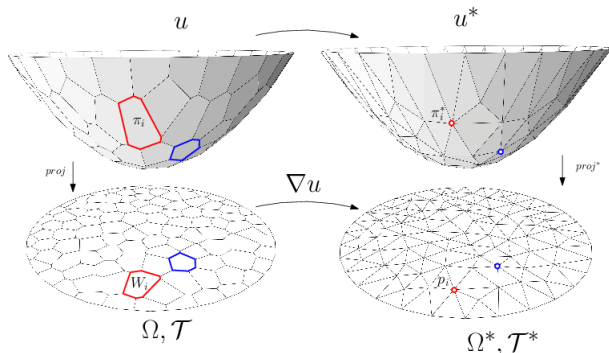 u
u*
π_i
π_i*
proj
∇u
proj*
W_i
p_i
Ω, 𝒯
Ω*, 𝒯*